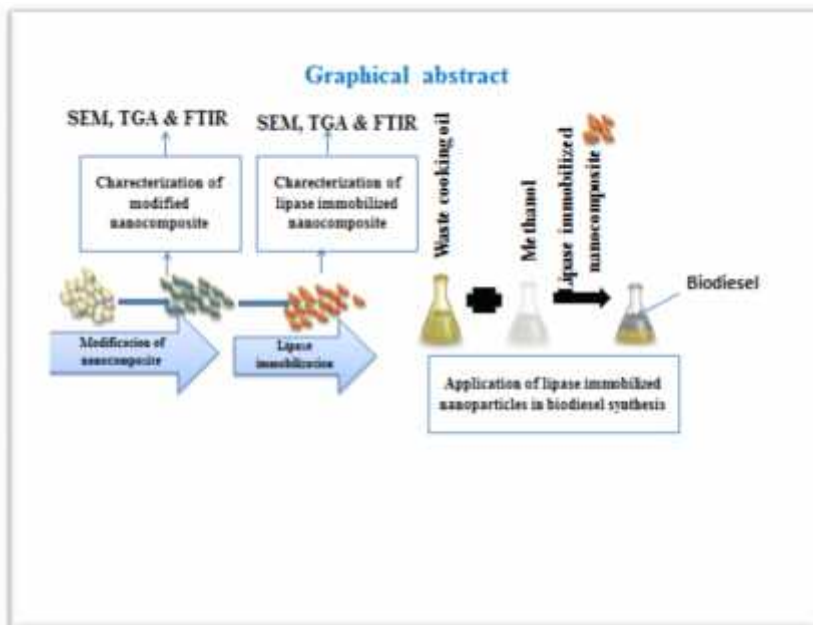 Graphical abstract
SEM, TGA & FTIR
SEM, TGA & FTIR
Charecterization of
modified
nanocomposite
Charecterization of
lipase immobilized
nanocomposite
Modification of
nanocomposite
Lipase
immobilization
Waste cooking oil
Methanol
Lipase immobilized
nanocomposite
Biodiesel
Application of lipase immobilized
nanoparticles in biodiesel synthesis